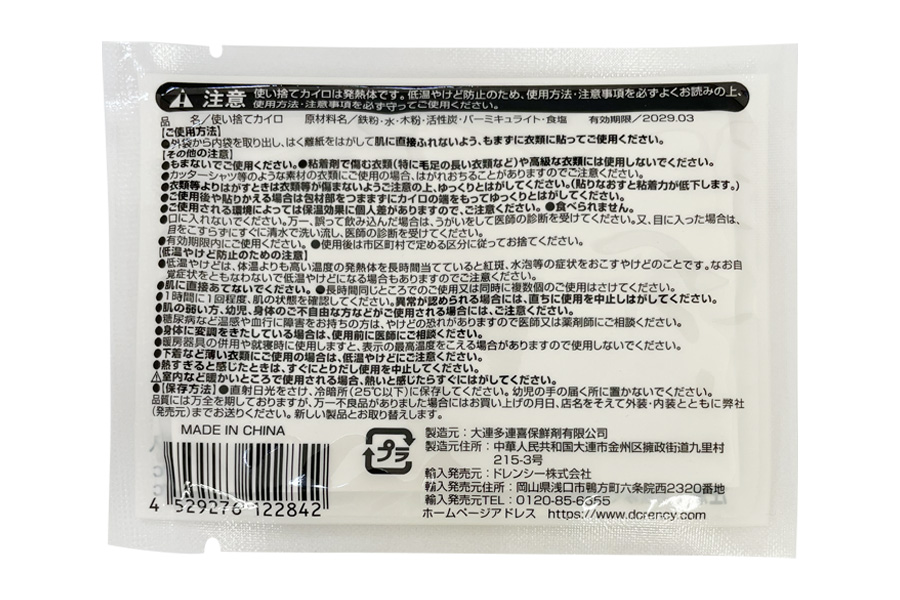 注意 使い捨てカイロは発熱体です。低温やけど防止のため、使用方法・注意事項を必ずよくお読みの上、
使用方法・注意事項を必ず守ってご使用ください。
品 名/使い捨てカイロ 原材料名/鉄粉・水・木粉・活性炭・バーミキュライト・食塩 有効期限/2029.03
【ご使用方法】
●外袋から内袋を取り出し、はく離紙をはがして肌に直接ふれないよう、もまずに衣類に貼ってご使用ください。
【その他の注意】
●もまないでご使用ください。●粘着剤で傷む衣類(特に毛足の長い衣類など)や高級な衣類には使用しないでください。
●カッターシャツ等のような素材の衣類にご使用の場合、はがれおちることがありますのでご注意ください。
●衣類等よりはがすときは衣類等が傷まないようご注意の上、ゆっくりとはがしてください。(貼りなおすと粘着力が低下します。)
●ご使用後や貼りかえる場合は包材部をつままずにカイロの端をもってゆっくりとはがしてください。
●ご使用される環境によっては保温効果に個人差がありますので、ご注意ください。●食べられません。
●口に入れないでください。万一、誤って飲み込んだ場合は、うがいをして医師の診断を受けてください。又、目に入った場合は、
目をこすらずにすぐに清水で洗い流し、医師の診断を受けてください。
●有効期限内にご使用ください。●使用後は市区町村で定める区分に従ってお捨てください。
【低温やけど防止のための注意】
●低温やけどは、体温よりも高い温度の発熱体を長時間当てていると紅斑、水泡等の症状をおこすやけどのことです。なお自
覚症状をともなわないで低温やけどになる場合もありますのでご注意ください。
●肌に直接あてないでください。●長時間同じところでのご使用又は同時に複数個のご使用はさけてください。
●1時間に1回程度、肌の状態を確認してください。異常が認められる場合には、直ちに使用を中止しはがしてください。
●肌の弱い方、幼児、身体のご不自由な方などがご使用される場合には、ご注意ください。
●糖尿病など温感や血行に障害をお持ちの方は、やけどの恐れがありますので医師又は薬剤師にご相談ください。
●身体に変調をきたしている場合は、使用前に医師にご相談ください。
●暖房器具の併用や就寝時に使用しますと、表示の最高温度をこえる場合がありますので使用しないでください。
●下着など薄い衣類にご使用の場合は、低温やけどにご注意ください。
●熱すぎると感じたときは、すぐにとりだし使用を中止してください。
⚠室内など暖かいところで使用される場合、熱いと感じたらすぐにはがしてください。
●【保存方法】●直射日光をさけ、冷暗所(25℃以下)に保存してください。幼児の手の届く所に置かないでください。
品質には万全を期しておりますが、万一不良品がありました場合にはお買い上げの月日、店名をそえて外装・内装とともに弊社
(発売元)までお送りください。新しい製品とお取り替えします。
MADE IN CHINA
4 529276 122842
プラ
製造元:大連多連喜保鮮剤有限公司
製造元住所:中華人民共和国大連市金州区擁政街道九里村
215-3号
輸入発売元:ドレンシー株式会社
輸入発売元住所:岡山県浅口市鴨方町六条院西2320番地
輸入発売元TEL:0120-85-6355
ホームページアドレス https://www.dcrency.com/